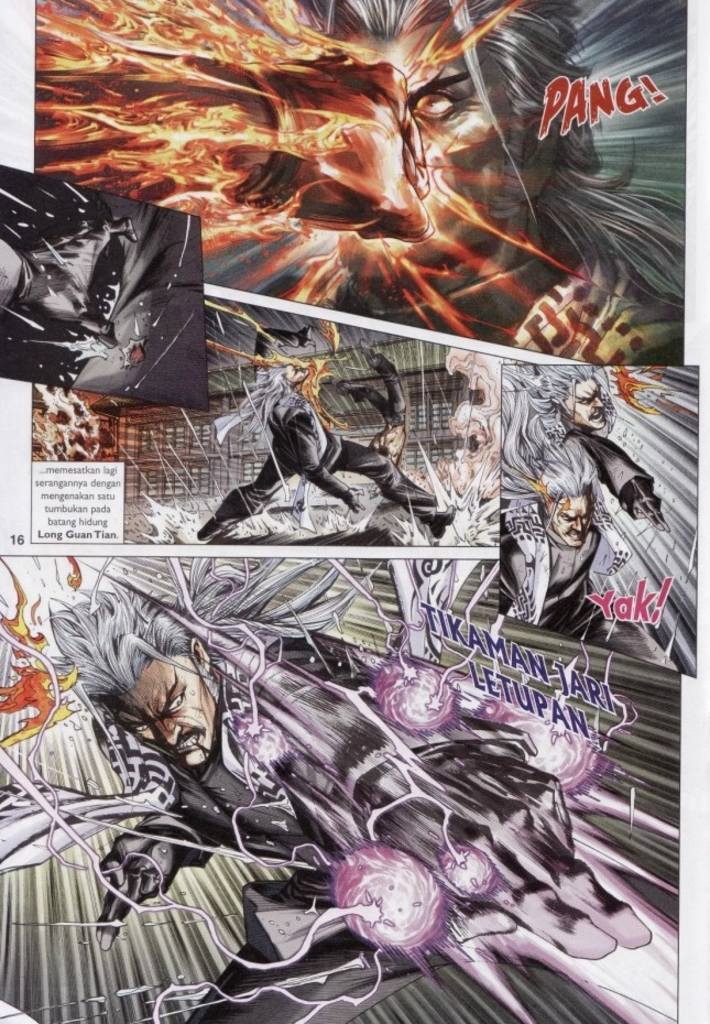 PANG!
...memesatkan lagi
serangannya dengan
mengenakan satu
tumbukan pada
batang hidung
Long Guan Tian.
16
Yak!
TIKAMAN JARI
LETUPAN